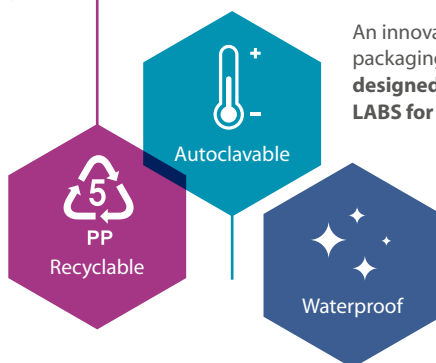 An innova
packaging
designed
LABS for
+
-
Autoclavable
5
PP
Recyclable
Waterproof